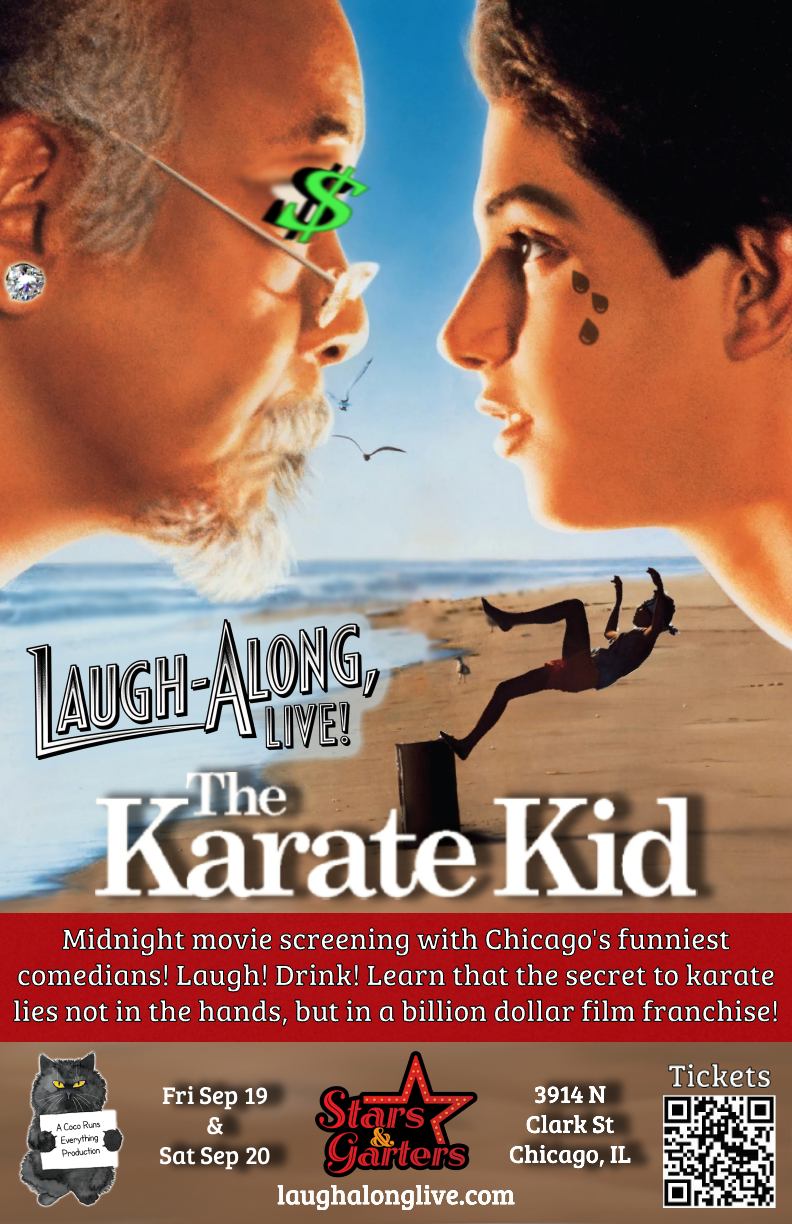 LAUGH-ALONG,
LIVE!
The
Karate Kid
Midnight movie screening with Chicago's funniest
comedians! Laugh! Drink! Learn that the secret to karate
lies not in the hands, but in a billion dollar film franchise!
A Coco Runs
Everything
Production
Fri Sep 19
&
Sat Sep 20
Stars
&
Garters
3914 N
Clark St
Chicago, IL
Tickets
laughalonglive.com